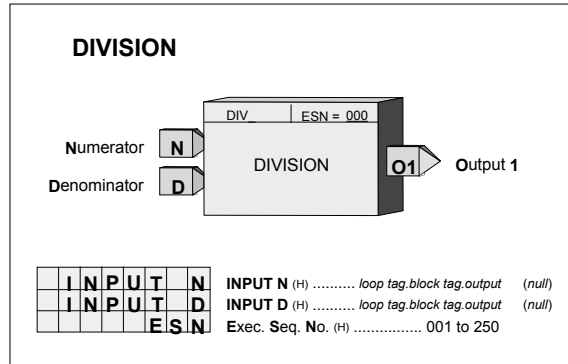 DIVISION
DIV_ ESN = 000
Numerator N
DIVISION
O1 Output 1
Denominator D
INPUT N INPUT N (H) .......... loop tag.block tag.output (null)
INPUT D INPUT D (H) .......... loop tag.block tag.output (null)
ESN Exec. Seq. No. (H) ................ 001 to 250